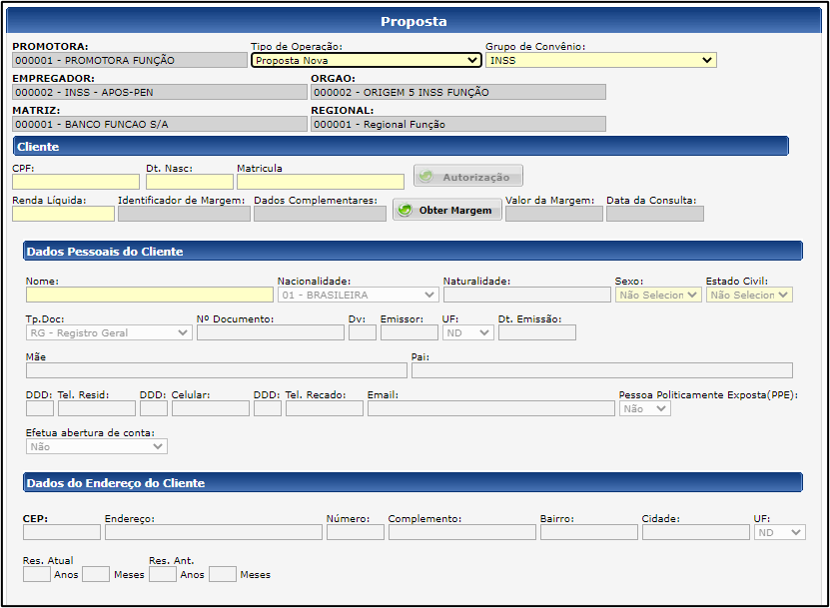 Proposta
PROMOTORA: Tipo de Operação: Grupo de Convênio:
000001 - PROMOTORA FUNÇÃO Proposta Nova INSS
EMPREGADOR: ORGAO:
000002 - INSS - APOS-PEN 000002 - ORIGEM 5 INSS FUNÇÃO
MATRIZ: REGIONAL:
000001 - BANCO FUNCAO S/A 000001 - Regional Função
Cliente
CPF: Dt. Nasc: Matricula
Autorização
Renda Líquida: Identificador de Margem: Dados Complementares: Obter Margem Valor da Margem: Data da Consulta:
Dados Pessoais do Cliente
Nome: Nacionalidade: Naturalidade: Sexo: Estado Civil:
01 - BRASILEIRA Não Selecion Não Selecion
Tp.Doc: Nº Documento: Dv: Emissor: UF: Dt. Emissão:
RG - Registro Geral ND
Mãe Pai:
DDD: Tel. Resid: DDD: Celular: DDD: Tel. Recado: Email: Pessoa Politicamente Exposta(PPE):
Não
Efetua abertura de conta:
Não
Dados do Endereço do Cliente
CEP: Endereço: Número: Complemento: Bairro: Cidade: UF:
ND
Res. Atual Res. Ant.
Anos Meses Anos Meses